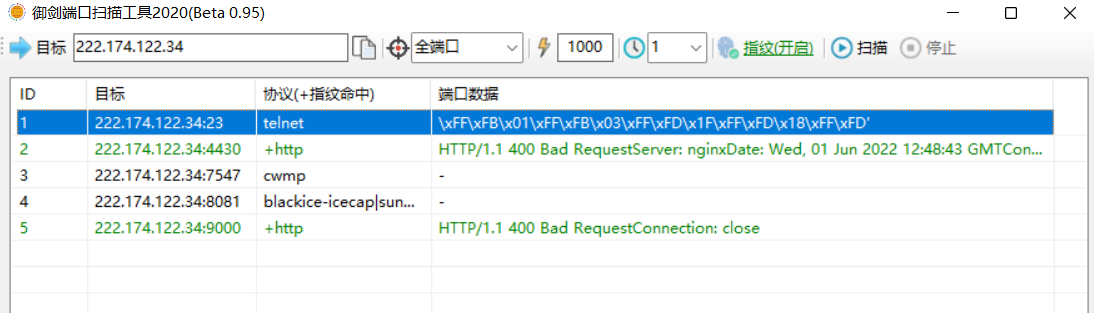 御剑端口扫描工具2020(Beta 0.95)
目标 222.174.122.34 全端口 1000 1 指纹(开启) 扫描 停止
ID 目标 协议(+指纹命中) 端口数据
1 222.174.122.34:23 telnet \xFF\xFB\x01\xFF\xFB\x03\xFF\xFD\x1F\xFF\xFD\x18\xFF\xFD'
2 222.174.122.34:4430 +http HTTP/1.1 400 Bad RequestServer: nginxDate: Wed, 01 Jun 2022 12:48:43 GMTCon...
3 222.174.122.34:7547 cwmp -
4 222.174.122.34:8081 blackice-icecap|sun... -
5 222.174.122.34:9000 +http HTTP/1.1 400 Bad RequestConnection: close